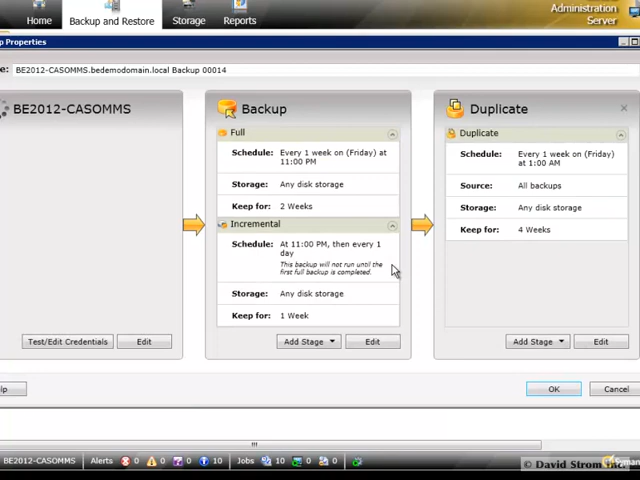 Home
Backup and Restore
Storage
Reports
Administration
Server
p Properties
e: BE2012-CASOMMS.bedemodomain.local Backup 00014
BE2012-CASOMMS
Test/Edit Credentials
Edit
Backup
Full
Schedule: Every 1 week on (Friday) at
11:00 PM
Storage: Any disk storage
Keep for: 2 Weeks
Incremental
Schedule: At 11:00 PM, then every 1
day
This backup will not run until the
first full backup is completed.
Storage: Any disk storage
Keep for: 1 Week
Add Stage
Edit
Duplicate
Duplicate
Schedule: Every 1 week on (Friday) at
1:00 AM
Source: All backups
Storage: Any disk storage
Keep for: 4 Weeks
Add Stage
Edit
lp
OK
Cancel
BE2012-CASOMMS Alerts 0 0 0 10 Jobs 10 0 0
© David Strom Inc.